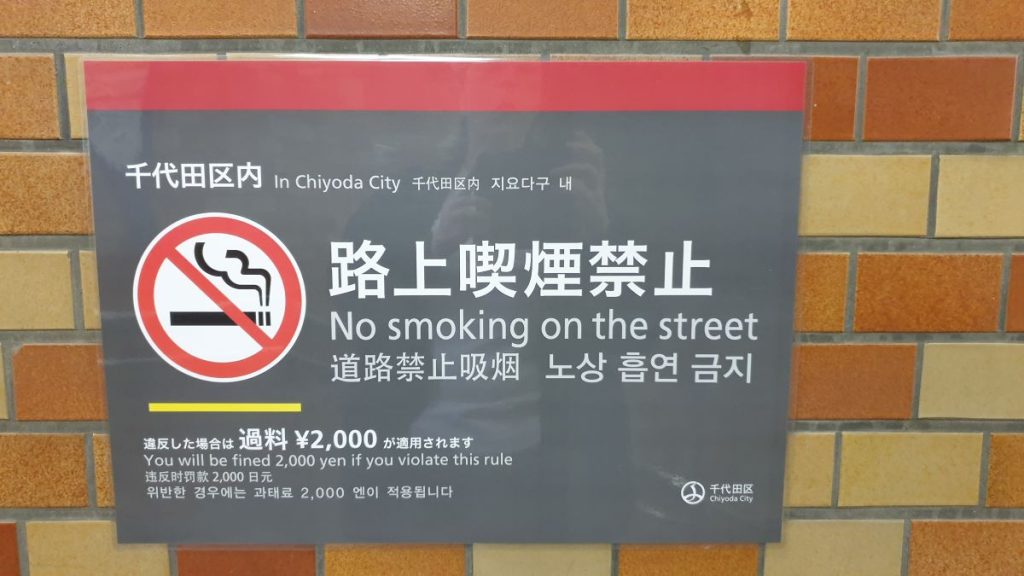 千代田区内 In Chiyoda City 千代田区内 지요다구 내
路上喫煙禁止
No smoking on the street
道路禁止吸烟 노상 흡연 금지
違反した場合は 過料 ¥2,000 が適用されます
You will be fined 2,000 yen if you violate this rule
违反时罚款 2,000 日元
위반한 경우에는 과태료 2,000 엔이 적용됩니다
千代田区
Chiyoda City